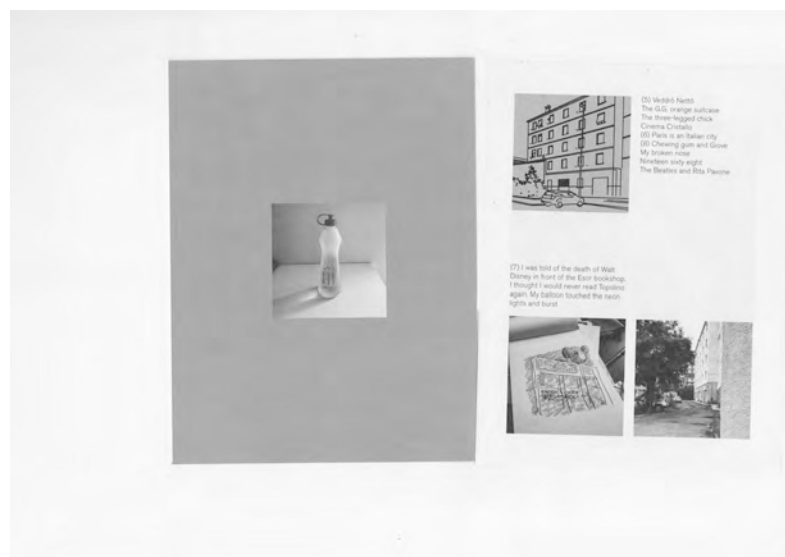 (5) Veddrò Nettò
The G.G. orange suitcase
The three-legged chick
Cinema Cristallo
(6) Paris is an Italian city
(8) Chewing gum and Giove
My broken nose
Nineteen sixty eight
The Beatles and Rita Pavone
(7) I was told of the death of Walt
Disney in front of the Esor bookshop.
I thought I would never read Topolino
again. My balloon touched the neon
lights and burst